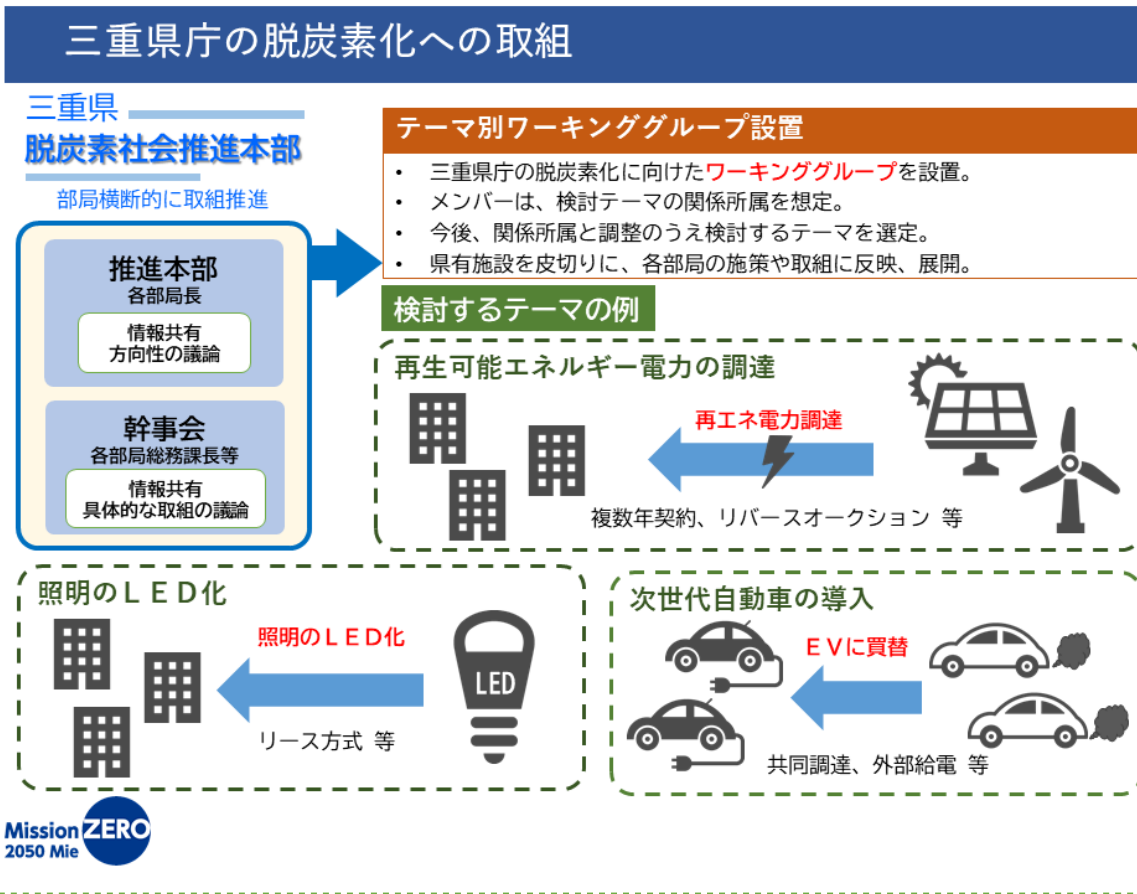 三重県庁の脱炭素化への取組
三重県
脱炭素社会推進本部
部局横断的に取組推進
推進本部
各部局長
情報共有
方向性の議論
幹事会
各部局総務課長等
情報共有
具体的な取組の議論
テーマ別ワーキンググループ設置
• 三重県庁の脱炭素化に向けたワーキンググループを設置。
• メンバーは、検討テーマの関係所属を想定。
• 今後、関係所属と調整のうえ検討するテーマを選定。
• 県有施設を皮切りに、各部局の施策や取組に反映、展開。
検討するテーマの例
再生可能エネルギー電力の調達
再エネ電力調達
複数年契約、リバースオークション 等
照明のＬＥＤ化
照明のＬＥＤ化
LED
リース方式 等
次世代自動車の導入
ＥＶに買替
共同調達、外部給電 等
Mission ZERO
2050 Mie